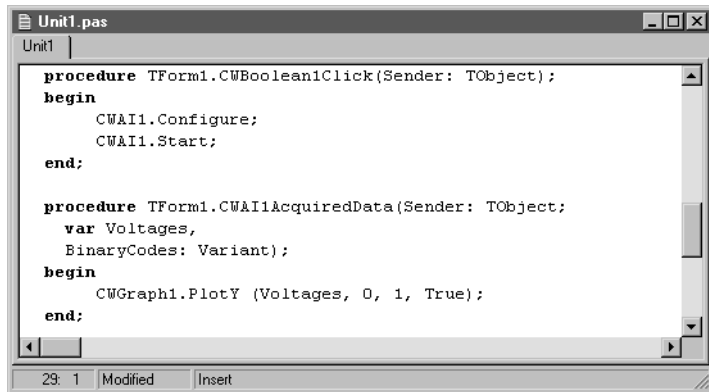 Unit1.pas
Unit1
procedure TForm1.CWBoolean1Click(Sender: TObject);
begin
CWAI1.Configure;
CWAI1.Start;
end;
procedure TForm1.CWAI1AcquiredData(Sender: TObject;
var Voltages,
BinaryCodes: Variant);
begin
CWGraph1.PlotY (Voltages, 0, 1, True);
end;
29: 1 Modified Insert